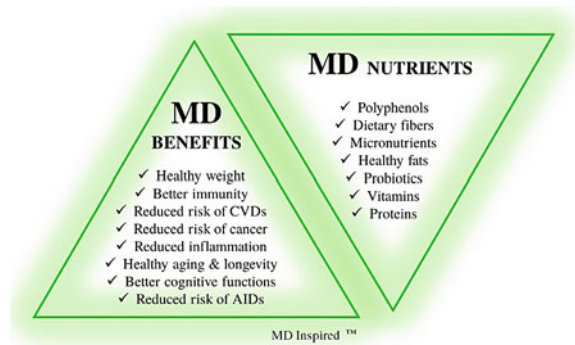 MD
BENEFITS
✓ Healthy weight
✓ Better immunity
✓ Reduced risk of CVDs
✓ Reduced risk of cancer
✓ Reduced inflammation
✓ Healthy aging & longevity
✓ Better cognitive functions
✓ Reduced risk of AIDs
MD NUTRIENTS
✓ Polyphenols
✓ Dietary fibers
✓ Micronutrients
✓ Healthy fats
✓ Probiotics
✓ Vitamins
✓ Proteins
MD Inspired ™